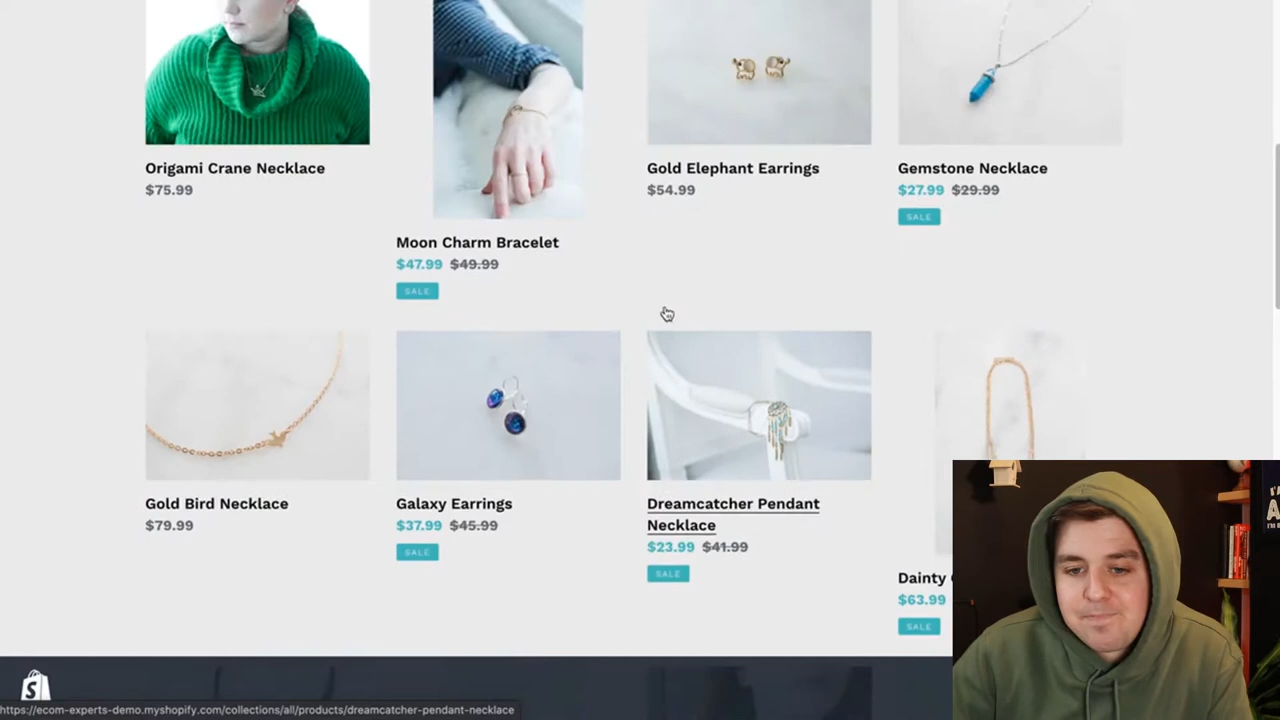 Origami Crane Necklace
$75.99
Moon Charm Bracelet
$47.99 $49.99
SALE
Gold Elephant Earrings
$54.99
Gemstone Necklace
$27.99 $29.99
SALE
Gold Bird Necklace
$79.99
Galaxy Earrings
$37.99 $45.99
SALE
Dreamcatcher Pendant
Necklace
$23.99 $41.99
SALE
Dainty
$63.99
SALE
https://ecom-experts-demo.myshopify.com/collections/all/products/dreamcatcher-pendant-necklace